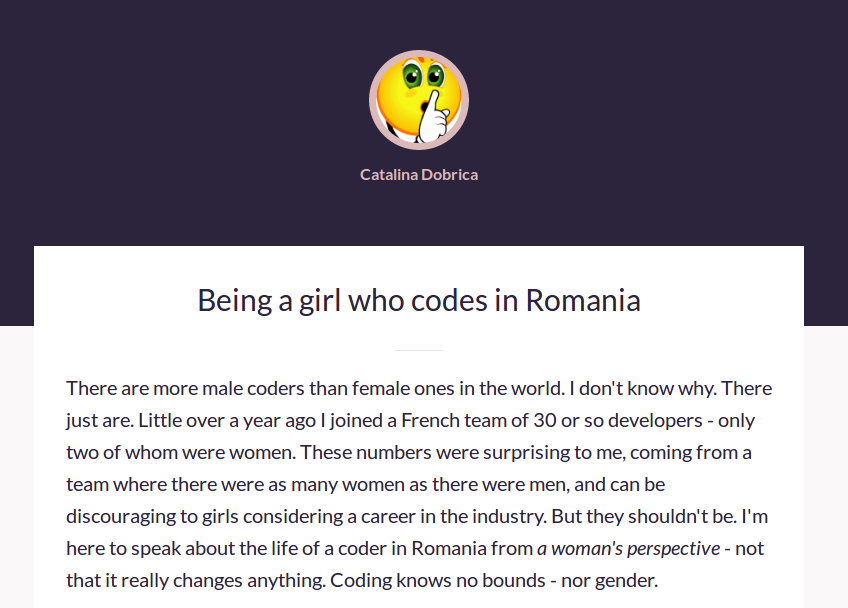 Catalina Dobrica
Being a girl who codes in Romania
There are more male coders than female ones in the world. I don't know why. There
just are. Little over a year ago I joined a French team of 30 or so developers - only
two of whom were women. These numbers were surprising to me, coming from a
team where there were as many women as there were men, and can be
discouraging to girls considering a career in the industry. But they shouldn't be. I'm
here to speak about the life of a coder in Romania from a woman's perspective - not
that it really changes anything. Coding knows no bounds - nor gender.